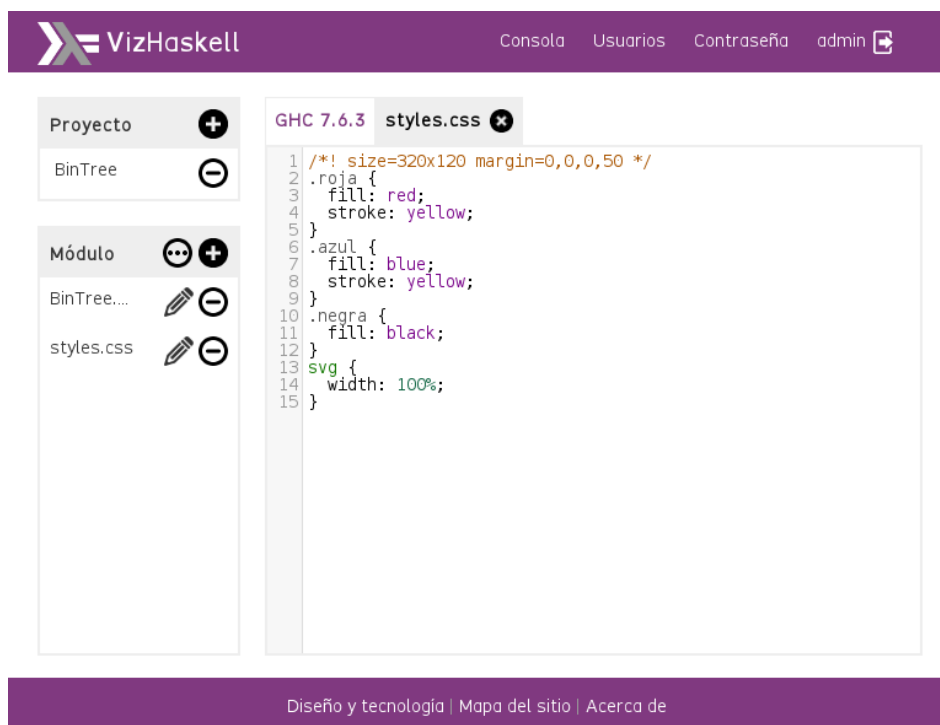 VizHaskell
Consola Usuarios Contraseña admin
Proyecto
BinTree
Módulo
BinTree....
styles.css
GHC 7.6.3 styles.css
1 /*! size=320x120 margin=0,0,0,50 */
2 .roja {
3 fill: red;
4 stroke: yellow;
5 }
6 .azul {
7 fill: blue;
8 stroke: yellow;
9 }
10 .negra {
11 fill: black;
12 }
13 svg {
14 width: 100%;
15 }
Diseño y tecnología | Mapa del sitio | Acerca de